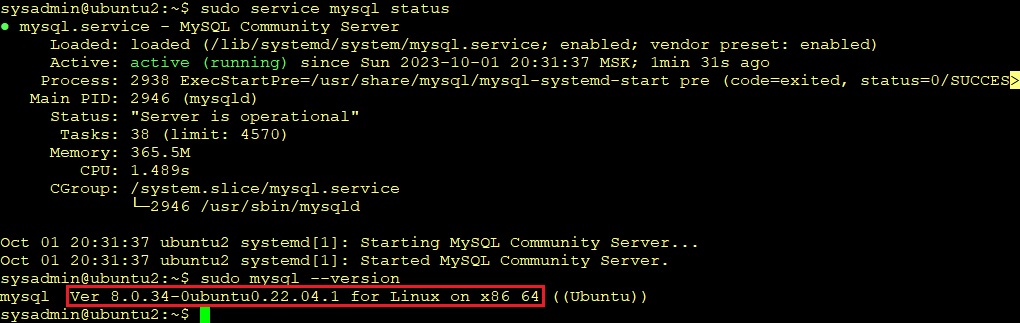 sysadmin@ubuntu2:~$ sudo service mysql status
● mysql.service - MySQL Community Server
     Loaded: loaded (/lib/systemd/system/mysql.service; enabled; vendor preset: enabled)
     Active: active (running) since Sun 2023-10-01 20:31:37 MSK; 1min 31s ago
    Process: 2938 ExecStartPre=/usr/share/mysql/mysql-systemd-start pre (code=exited, status=0/SUCCES>
   Main PID: 2946 (mysqld)
     Status: "Server is operational"
      Tasks: 38 (limit: 4570)
     Memory: 365.5M
        CPU: 1.489s
     CGroup: /system.slice/mysql.service
             └─2946 /usr/sbin/mysqld
Oct 01 20:31:37 ubuntu2 systemd[1]: Starting MySQL Community Server...
Oct 01 20:31:37 ubuntu2 systemd[1]: Started MySQL Community Server.
sysadmin@ubuntu2:~$ sudo mysql --version
mysql  Ver 8.0.34-0ubuntu0.22.04.1 for Linux on x86_64 ((Ubuntu))
sysadmin@ubuntu2:~$